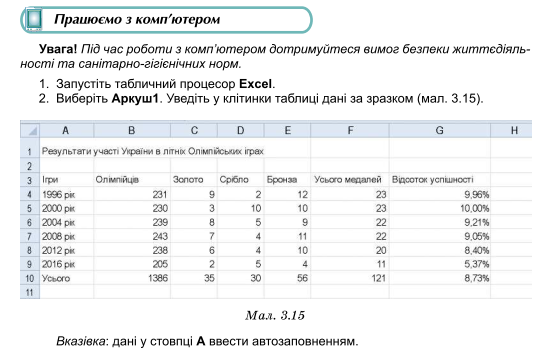 Працюємо з комп’ютером
Увага! Під час роботи з комп’ютером дотримуйтеся вимог безпеки життєдіяль-
ності та санітарно-гігієнічних норм.
1. Запустіть табличний процесор Excel.
2. Виберіть Аркуш1. Уведіть у клітинки таблиці дані за зразком (мал. 3.15).
A B C D E F G H
1 Результати участі України в літніх Олімпійських іграх
2
3 Ігри Олімпійців Золото Срібло Бронза Усього медалей Відсоток успішності
4 1996 рік 231 9 2 12 23 9,96%
5 2000 рік 230 3 10 10 23 10,00%
6 2004 рік 239 8 5 9 22 9,21%
7 2008 рік 243 7 4 11 22 9,05%
8 2012 рік 238 6 4 10 20 8,40%
9 2016 рік 205 2 5 4 11 5,37%
10 Усього 1386 35 30 56 121 8,73%
11
Мал. 3.15
Вказівка: дані у стовпці А ввести автозаповненням.